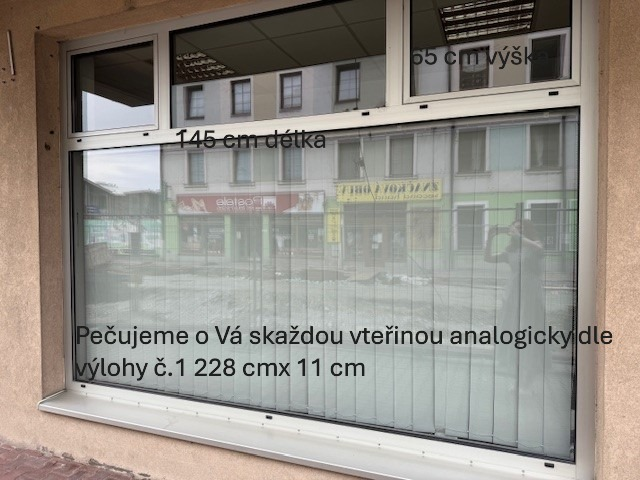 65 cm výška
145 cm délka
Pečujeme o Vá skaždou vteřinou analogicky dle
výlohy č.1 228 cmx 11 cm